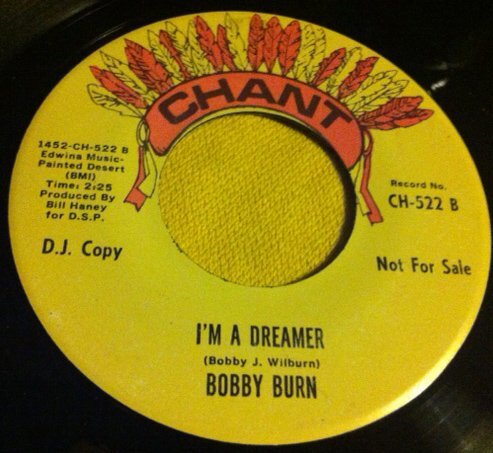 CHANT
1452-CH-522 B
Edwina Music-
Painted Desert
(BMI)
Time: 2:25
Produced By
Bill Haney
for D.S.P.
D.J. Copy
Record No.
CH-522 B
Not For Sale
I'M A DREAMER
(Bobby J. Wilburn)
BOBBY BURN